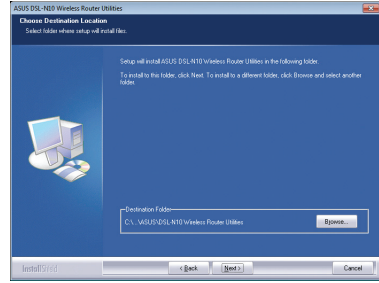 ASUS DSL-N10 Wireless Router Utilities
Choose Destination Location
Select folder where setup will install files.
Setup will install ASUS DSL-N10 Wireless Router Utilities in the following folder.
To install to this folder, click Next. To install to a different folder, click Browse and select another
folder.
Destination Folder
C:\...\ASUS\DSL-N10 Wireless Router Utilities
Browse...
InstallShield
< Back
Next >
Cancel